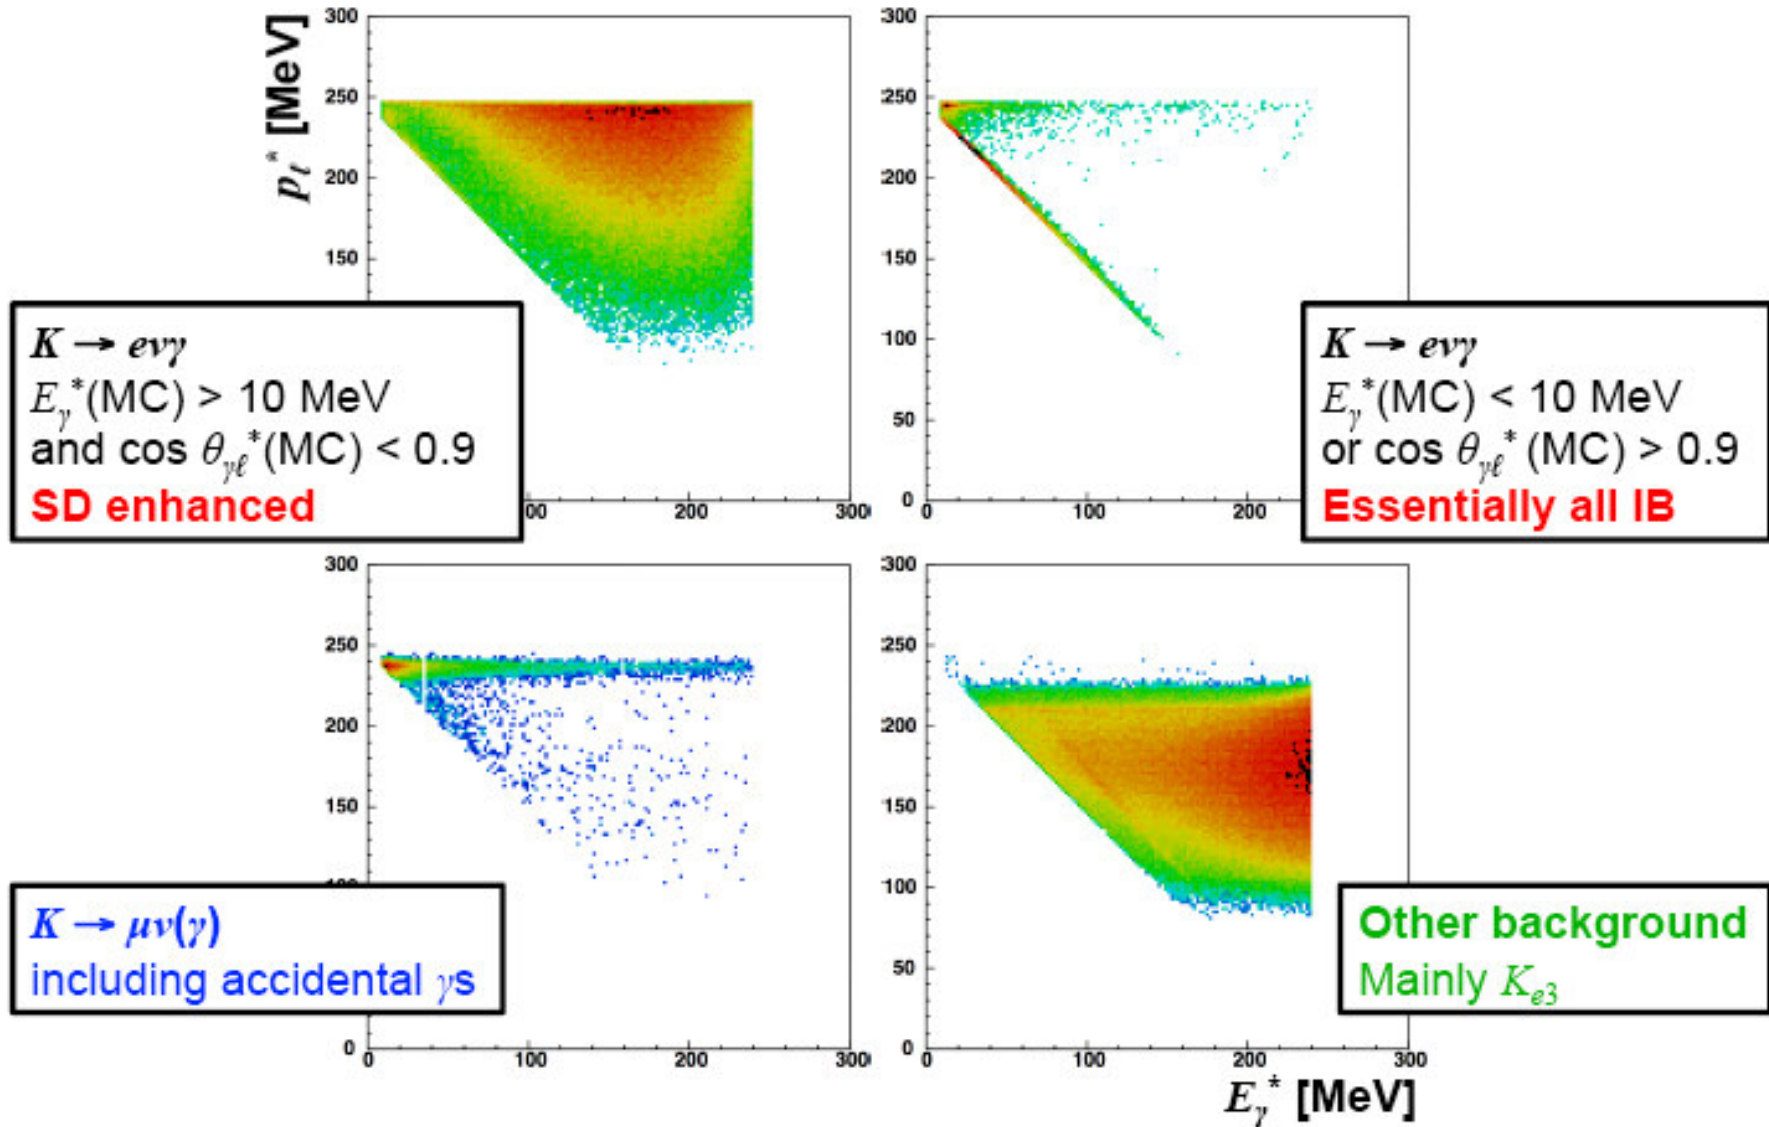 p_ℓ* [MeV]
300
250
200
150
00
200
300
K → eνγ
E_γ*(MC) > 10 MeV
and cos θ_γℓ*(MC) < 0.9
SD enhanced
300
250
200
150
100
50
0
0
100
200
K → eνγ
E_γ*(MC) < 10 MeV
or cos θ_γℓ* (MC) > 0.9
Essentially all IB
300
250
200
150
100
0
0
100
200
300
K → μν(γ)
including accidental γs
300
250
200
150
100
50
0
0
100
200
300
Other background
Mainly K_e3
E_γ* [MeV]